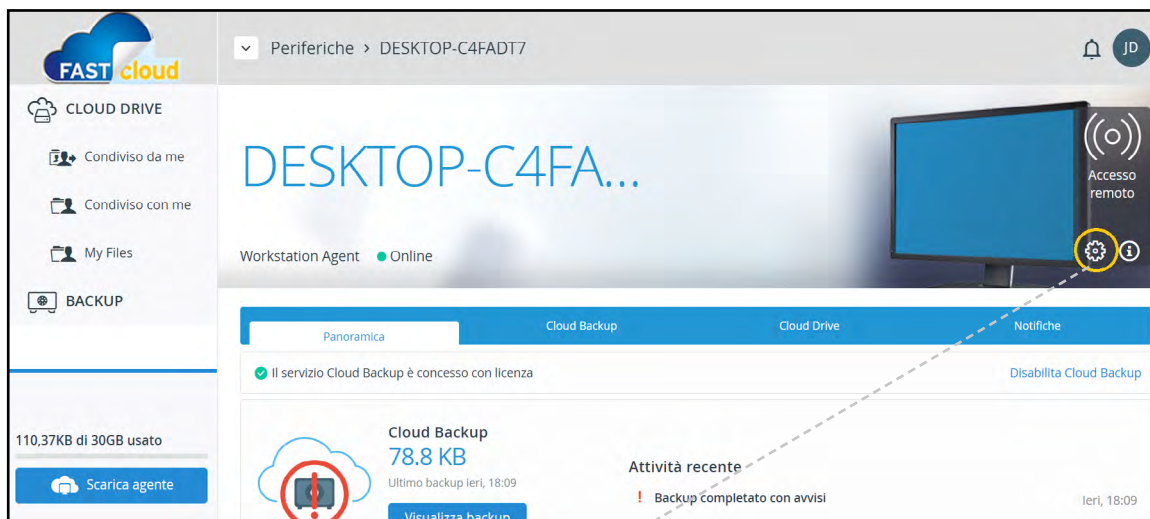 FAST cloud
Periferiche > DESKTOP-C4FADT7
JD
CLOUD DRIVE
Condiviso da me
Condiviso con me
My Files
BACKUP
110,37KB di 30GB usato
Scarica agente
DESKTOP-C4FA...
Accesso
remoto
Workstation Agent
Online
Panoramica
Cloud Backup
Cloud Drive
Notifiche
Il servizio Cloud Backup è concesso con licenza
Disabilita Cloud Backup
Cloud Backup
78.8 KB
Ultimo backup ieri, 18:09
Visualizza backup
Attività recente
! Backup completato con avvisi
Ieri, 18:09